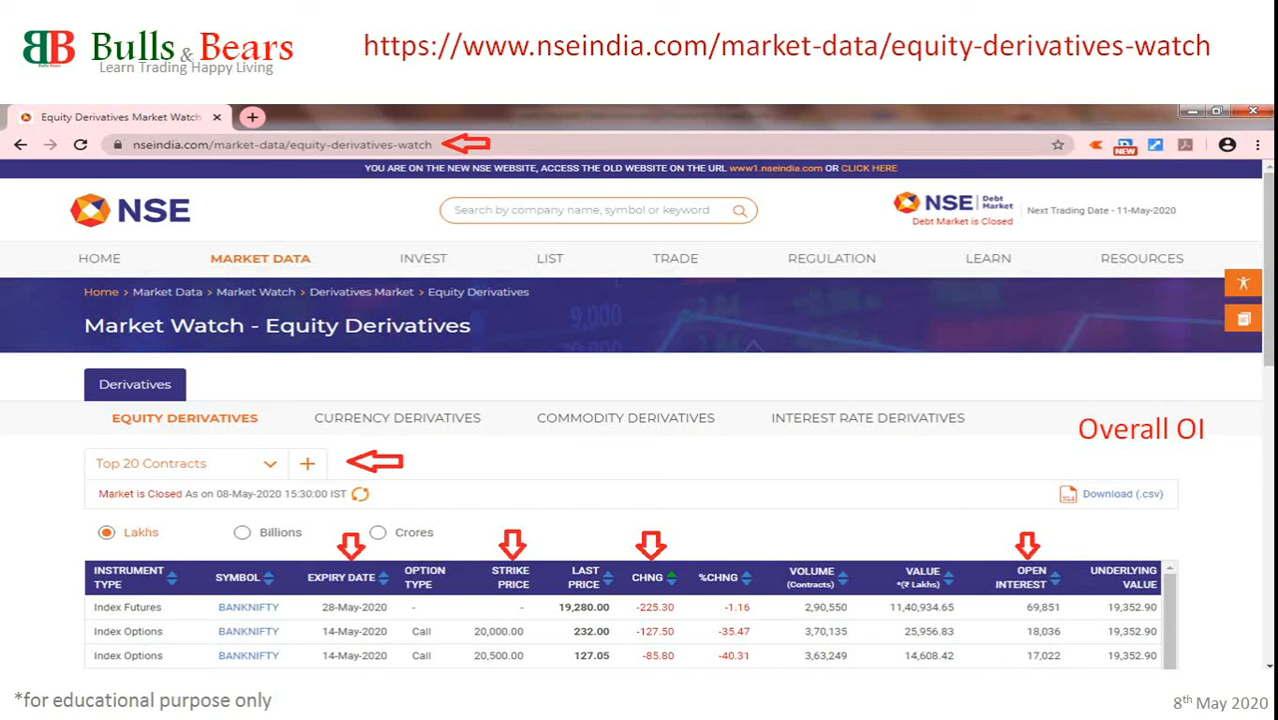 BB Bulls & Bears
Bulls Bears
Learn Trading Happy Living
https://www.nseindia.com/market-data/equity-derivatives-watch
Equity Derivatives Market Watch × +
nseindia.com/market-data/equity-derivatives-watch
NEW
YOU ARE ON THE NEW NSE WEBSITE, ACCESS THE OLD WEBSITE ON THE URL www1.nseindia.com OR CLICK HERE
NSE
Search by company name, symbol or keyword
NSE Debt Market
Debt Market is Closed
Next Trading Date - 11-May-2020
HOME MARKET DATA INVEST LIST TRADE REGULATION LEARN RESOURCES
Home > Market Data > Market Watch > Derivatives Market > Equity Derivatives
9,000
Market Watch - Equity Derivatives
Derivatives
EQUITY DERIVATIVES CURRENCY DERIVATIVES COMMODITY DERIVATIVES INTEREST RATE DERIVATIVES
Overall OI
Top 20 Contracts +
Market is Closed As on 08-May-2020 15:30:00 IST
Download (.csv)
Lakhs Billions Crores
INSTRUMENT TYPE SYMBOL EXPIRY DATE OPTION TYPE STRIKE PRICE LAST PRICE CHNG %CHNG VOLUME (Contracts) VALUE *(₹ Lakhs) OPEN INTEREST UNDERLYING VALUE
Index Futures BANKNIFTY 28-May-2020 - - 19,280.00 -225.30 -1.16 2,90,550 11,40,934.65 69,851 19,352.90
Index Options BANKNIFTY 14-May-2020 Call 20,000.00 232.00 -127.50 -35.47 3,70,135 25,956.83 18,036 19,352.90
Index Options BANKNIFTY 14-May-2020 Call 20,500.00 127.05 -85.80 -40.31 3,63,249 14,608.42 17,022 19,352.90
*for educational purpose only
8th May 2020